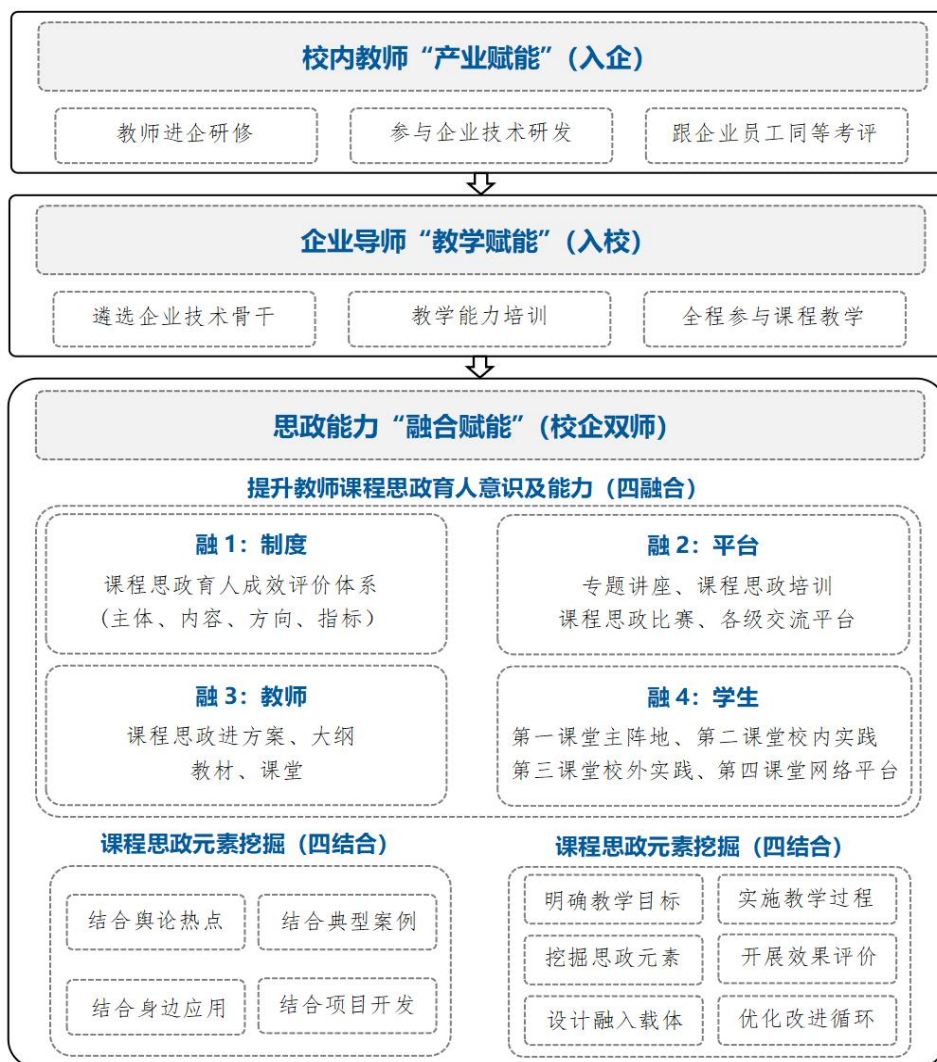 校内教师“产业赋能”(入企)
教师进企研修
参与企业技术研发
跟企业员工同等考评
企业导师“教学赋能”(入校)
遴选企业技术骨干
教学能力培训
全程参与课程教学
思政能力“融合赋能”(校企双师)
提升教师课程思政育人意识及能力(四融合)
融 1：制度
课程思政育人成效评价体系
(主体、内容、方向、指标)
融 2：平台
专题讲座、课程思政培训
课程思政比赛、各级交流平台
融 3：教师
课程思政进方案、大纲
教材、课堂
融 4：学生
第一课堂主阵地、第二课堂校内实践
第三课堂校外实践、第四课堂网络平台
课程思政元素挖掘(四结合)
结合舆论热点
结合典型案例
结合身边应用
结合项目开发
课程思政元素挖掘(四结合)
明确教学目标
实施教学过程
挖掘思政元素
开展效果评价
设计融入载体
优化改进循环